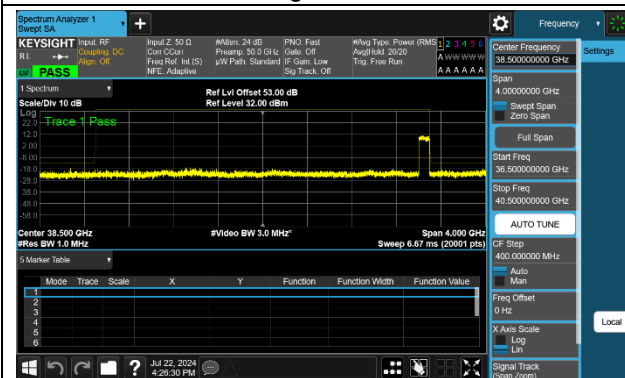 Spectrum Analyzer 1
Swept SA
+
Frequency
KEYSIGHT
Input: RF
Coupling: DC
Align: Off
Input Z: 50 Ω
Corr CCorr
Freq Ref: Int (S)
NFE: Adaptive
#Atten: 24 dB
Preamp: 50.0 GHz
µW Path: Standard
PNO: Fast
Gate: Off
IF Gain: Low
Sig Track: Off
#Avg Type: Power (RMS
Avg|Hold: 20/20
Trig: Free Run
1 2 3 4 5 6
A W W W W W
A A A A A A
PASS
1 Spectrum
Scale/Div 10 dB
Ref Lvl Offset 53.00 dB
Ref Level 32.00 dBm
Log
Trace 1 Pass
22.0
12.0
2.00
-8.00
-18.0
-28.0
-38.0
-48.0
-58.0
Center 38.500 GHz
#Res BW 1.0 MHz
#Video BW 3.0 MHz*
Span 4.000 GHz
Sweep 6.67 ms (20001 pts)
5 Marker Table
Mode Trace Scale X Y Function Function Width Function Value
1
2
3
4
5
6
Jul 22, 2024
4:26:30 PM
Center Frequency
38.500000000 GHz
Settings
Span
4.00000000 GHz
Swept Span
Zero Span
Full Span
Start Freq
36.500000000 GHz
Stop Freq
40.500000000 GHz
AUTO TUNE
CF Step
400.000000 MHz
Auto
Man
Freq Offset
0 Hz
X Axis Scale
Log
Lin
Local
Signal Track
(Span Zoom)